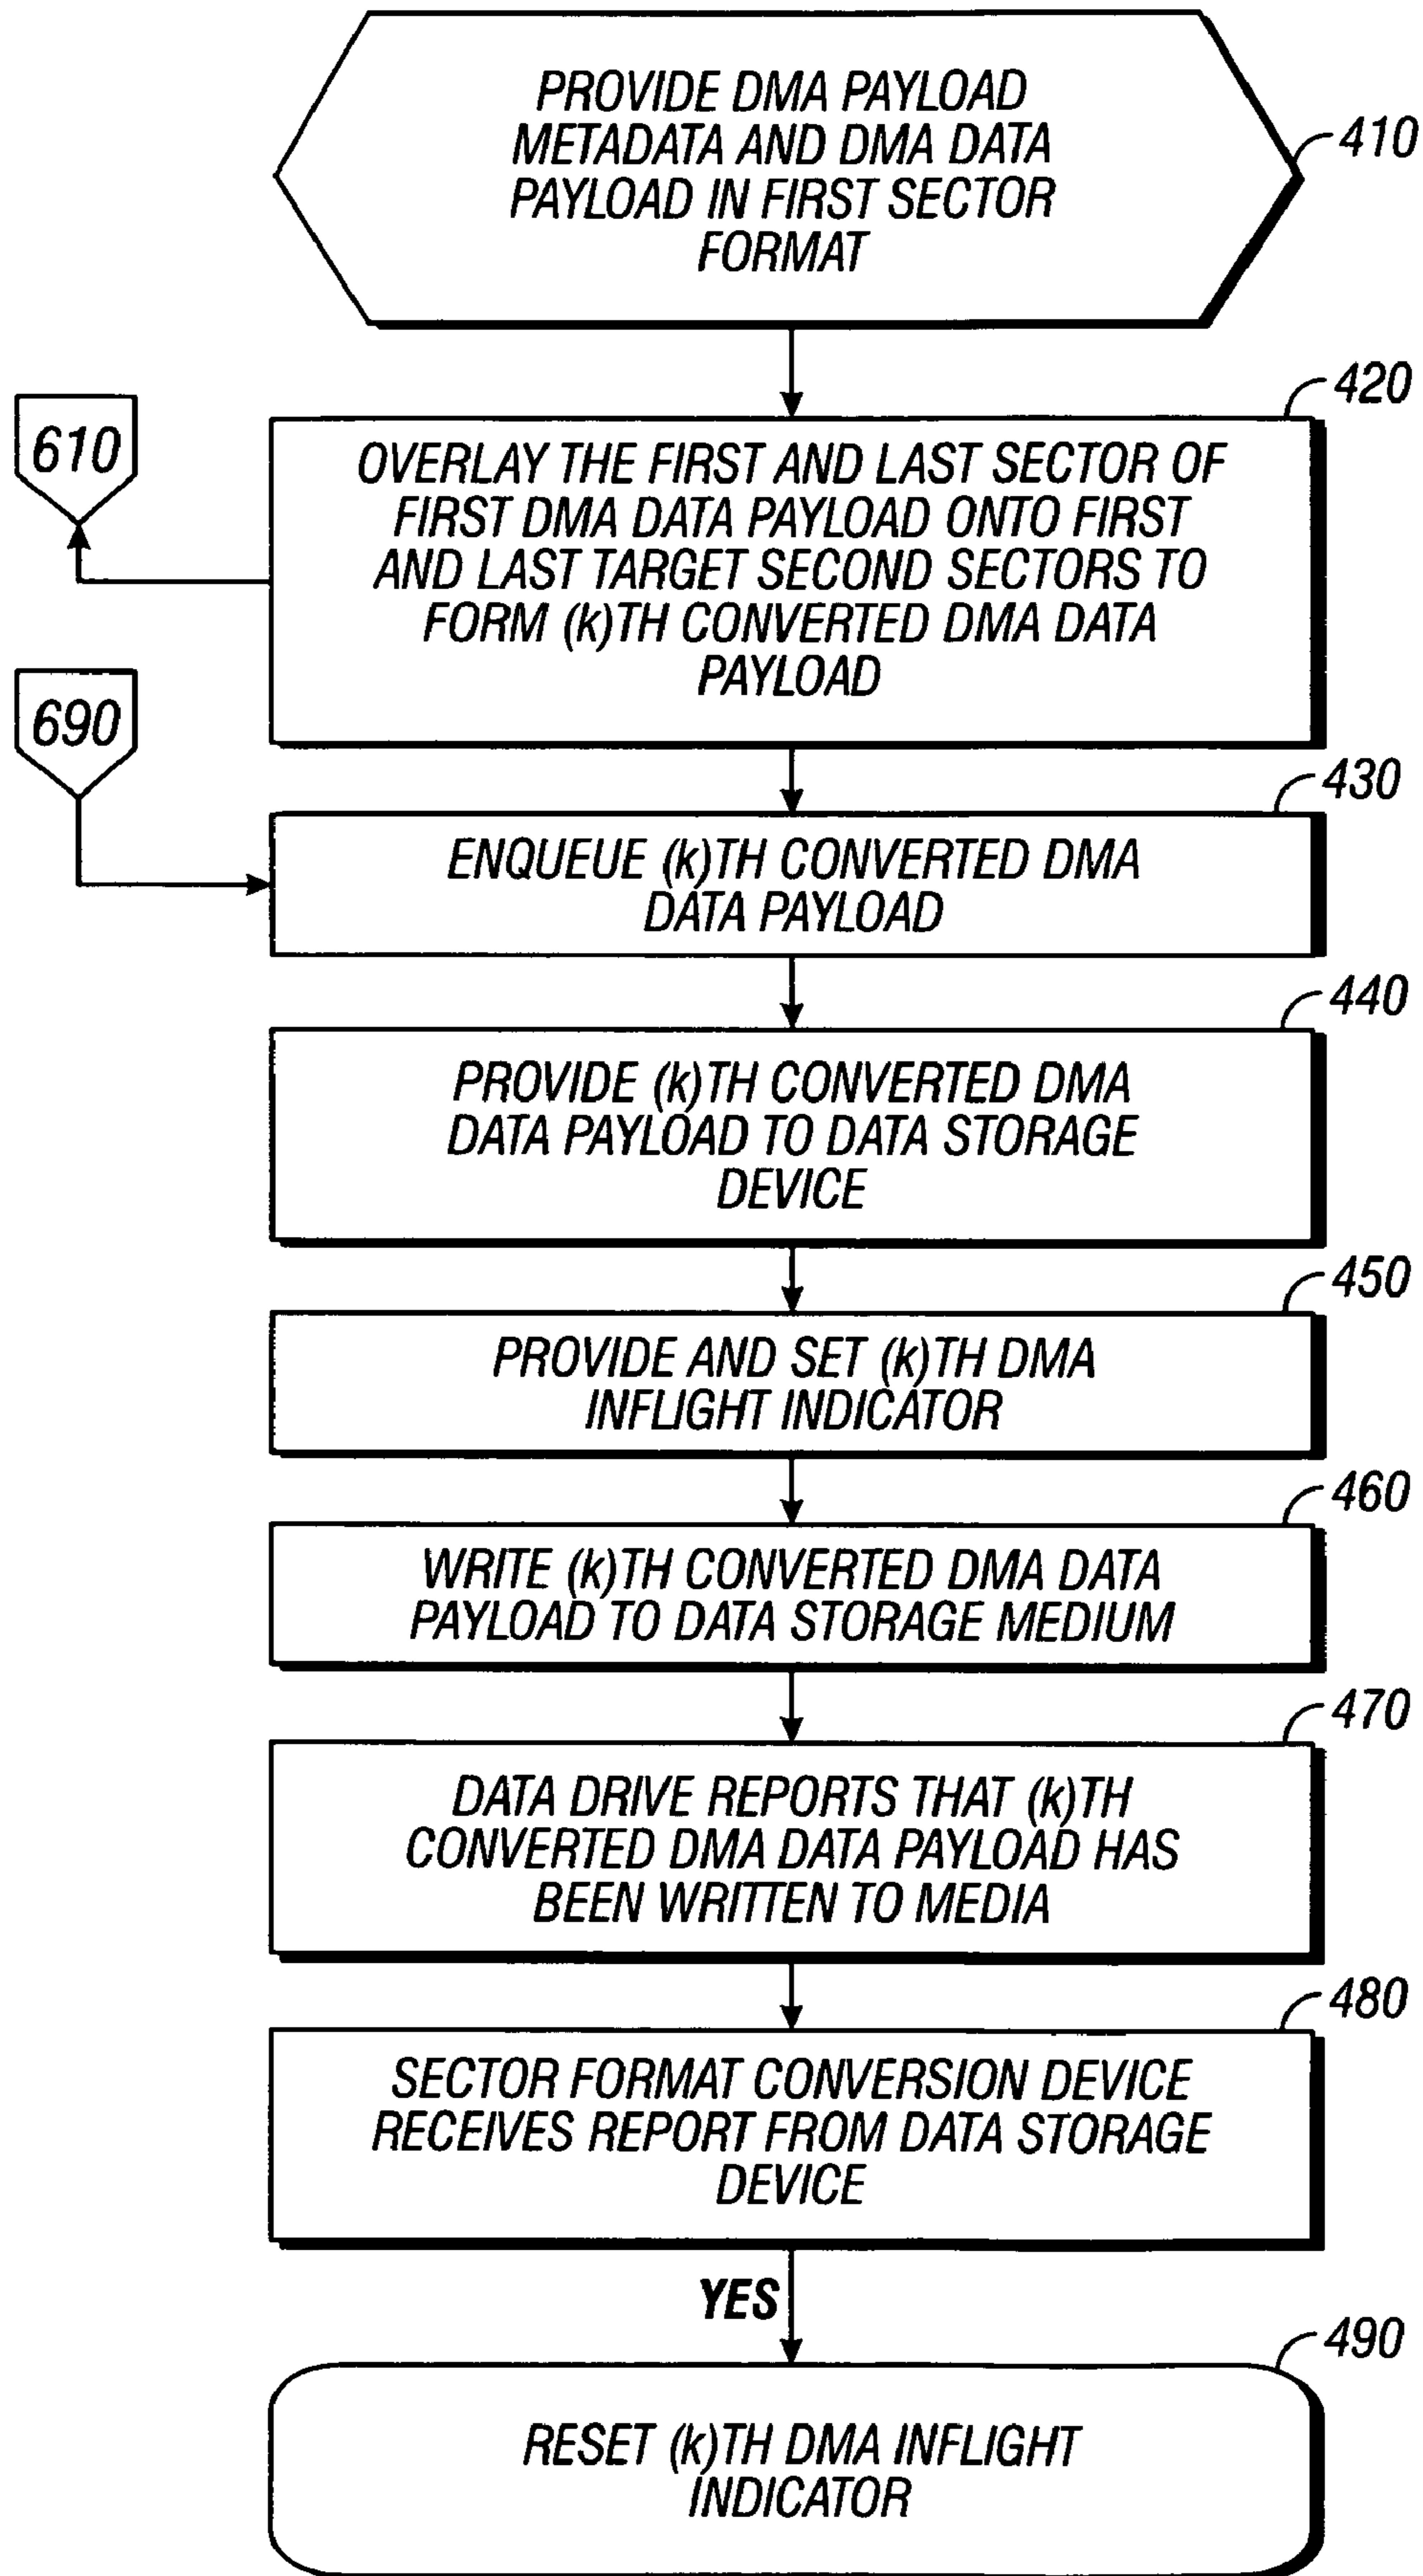 PROVIDE DMA PAYLOAD
METADATA AND DMA DATA
PAYLOAD IN FIRST SECTOR
FORMAT
410
420
610
OVERLAY THE FIRST AND LAST SECTOR OF
FIRST DMA DATA PAYLOAD ONTO FIRST
AND LAST TARGET SECOND SECTORS TO
FORM (k)TH CONVERTED DMA DATA
PAYLOAD
690
430
ENQUEUE (k)TH CONVERTED DMA
DATA PAYLOAD
440
PROVIDE (k)TH CONVERTED DMA
DATA PAYLOAD TO DATA STORAGE
DEVICE
450
PROVIDE AND SET (k)TH DMA
INFLIGHT INDICATOR
460
WRITE (k)TH CONVERTED DMA DATA
PAYLOAD TO DATA STORAGE MEDIUM
470
DATA DRIVE REPORTS THAT (k)TH
CONVERTED DMA DATA PAYLOAD HAS
BEEN WRITTEN TO MEDIA
480
SECTOR FORMAT CONVERSION DEVICE
RECEIVES REPORT FROM DATA STORAGE
DEVICE
YES
490
RESET (k)TH DMA INFLIGHT
INDICATOR